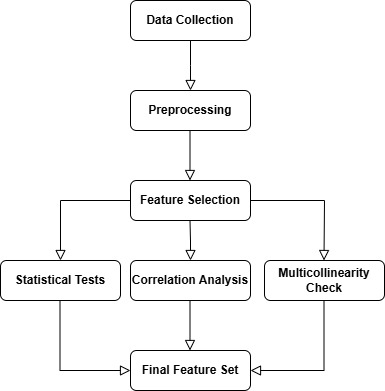 Data Collection
Preprocessing
Feature Selection
Statistical Tests
Correlation Analysis
Multicollinearity
Check
Final Feature Set